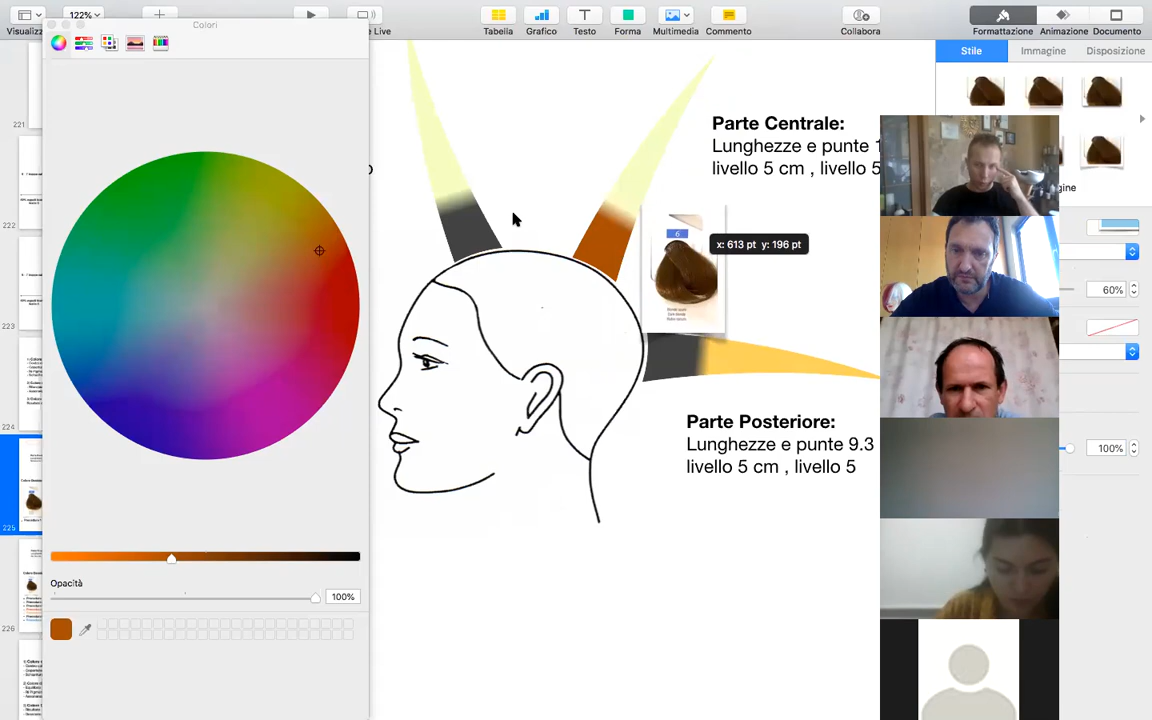 122%
Live
Tabella
Grafico
Testo
Forma
Multimedia
Commento
Collabora
Formattazione
Animazione
Documento
Colori
Stile
Immagine
Disposizione
221
222
223
224
225
226
Parte Centrale:
Lunghezze e punte
livello 5 cm , livello 5
6
x: 613 pt y: 196 pt
60%
100%
Parte Posteriore:
Lunghezze e punte 9.3
livello 5 cm , livello 5
Opacità
100%